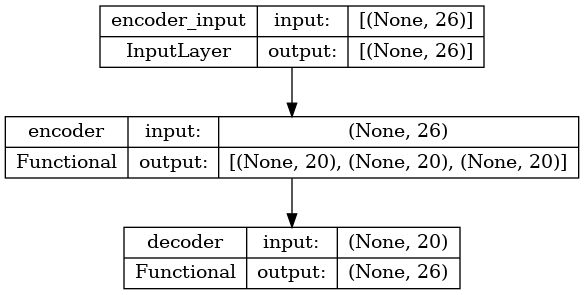 encoder_input input: [(None, 26)]
InputLayer output: [(None, 26)]
encoder input: (None, 26)
Functional output: [(None, 20), (None, 20), (None, 20)]
decoder input: (None, 20)
Functional output: (None, 26)